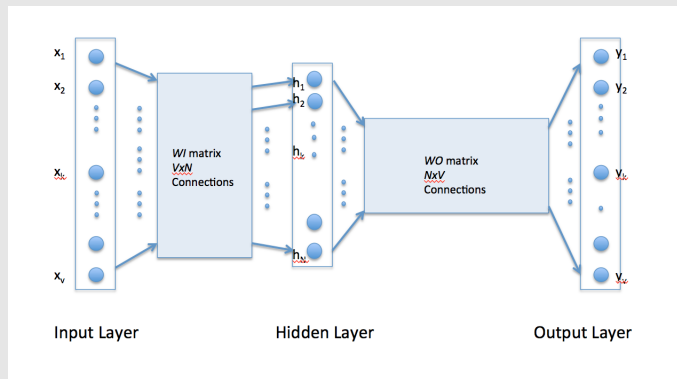 x1
x2
xk
xv
WI matrix
VxN
Connections
h1
h2
hk
hN
WO matrix
NxV
Connections
y1
y2
yk
yv
Input Layer
Hidden Layer
Output Layer